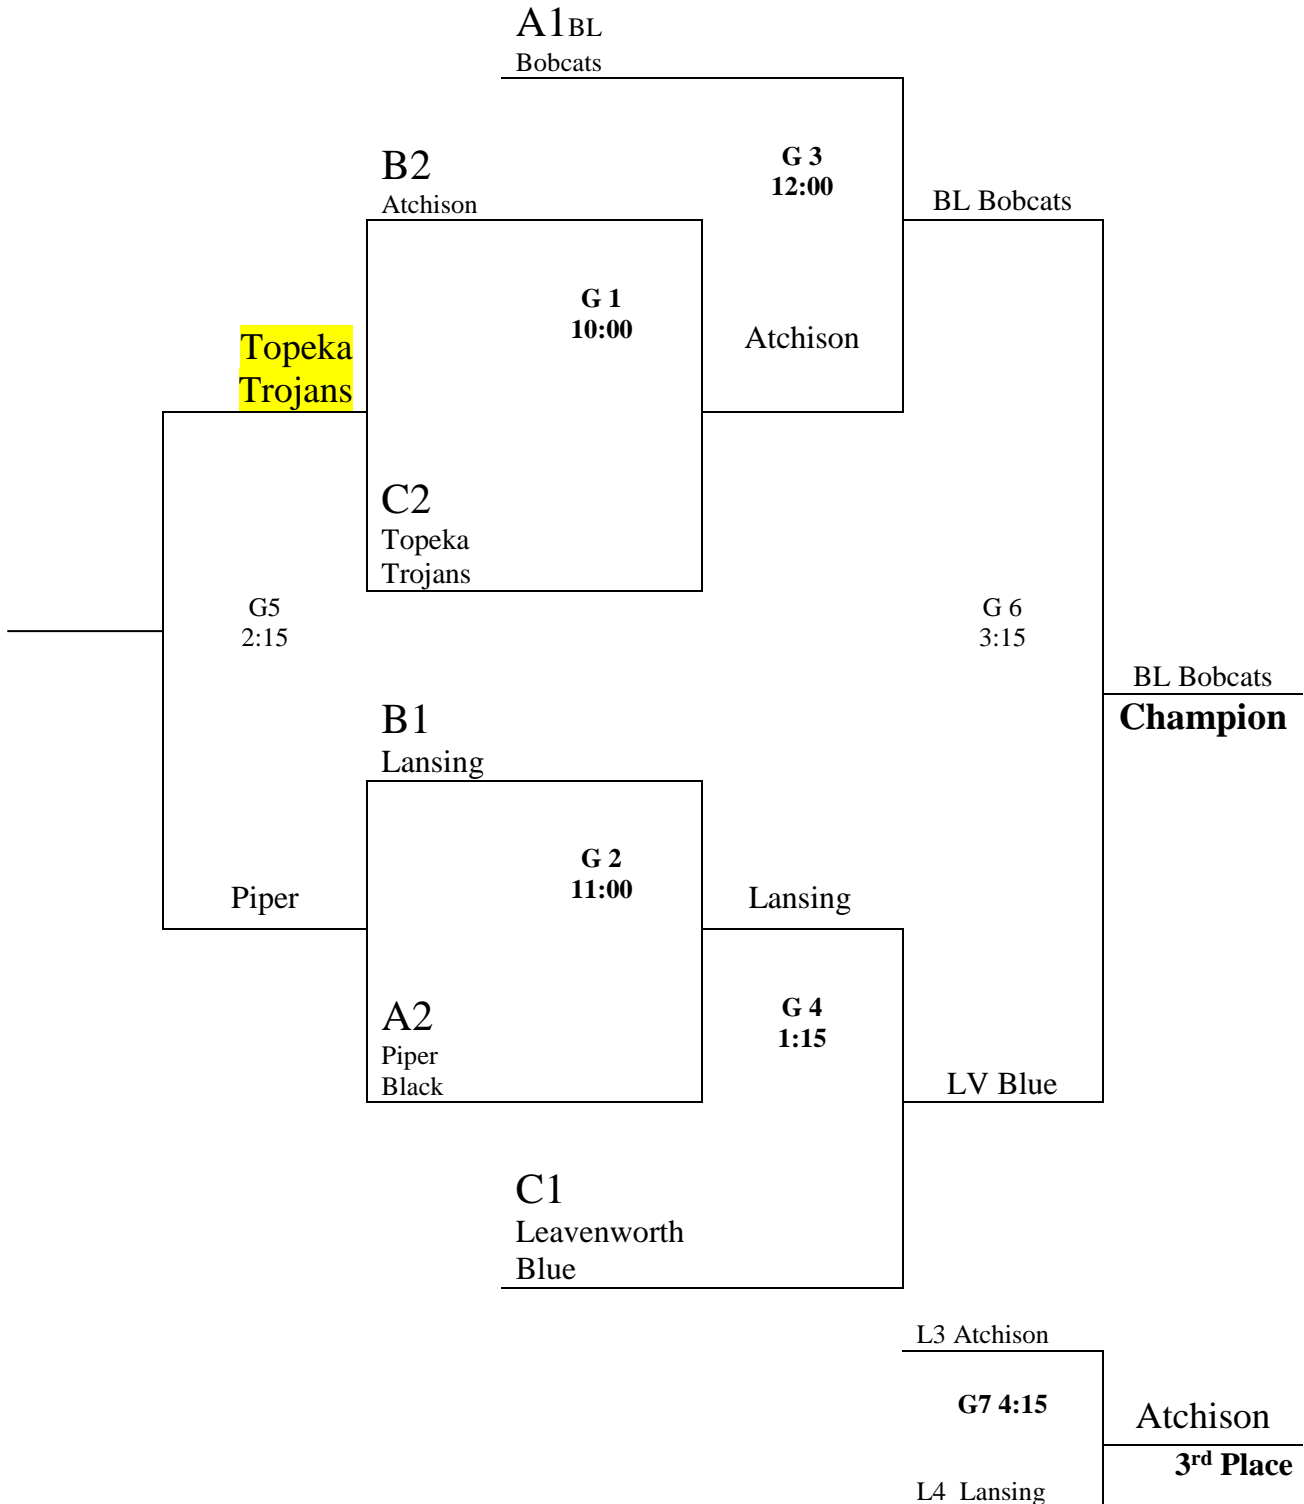 A1BL
Bobcats
B2
Atchison
G 3
12:00
BL Bobcats
G 1
10:00
Atchison
Topeka
Trojans
C2
Topeka
Trojans
G5
2:15
G 6
3:15
BL Bobcats
Champion
B1
Lansing
G 2
11:00
Piper
Lansing
A2
Piper
Black
G 4
1:15
LV Blue
C1
Leavenworth
Blue
L3 Atchison
G7 4:15
Atchison
3rd Place
L4 Lansing